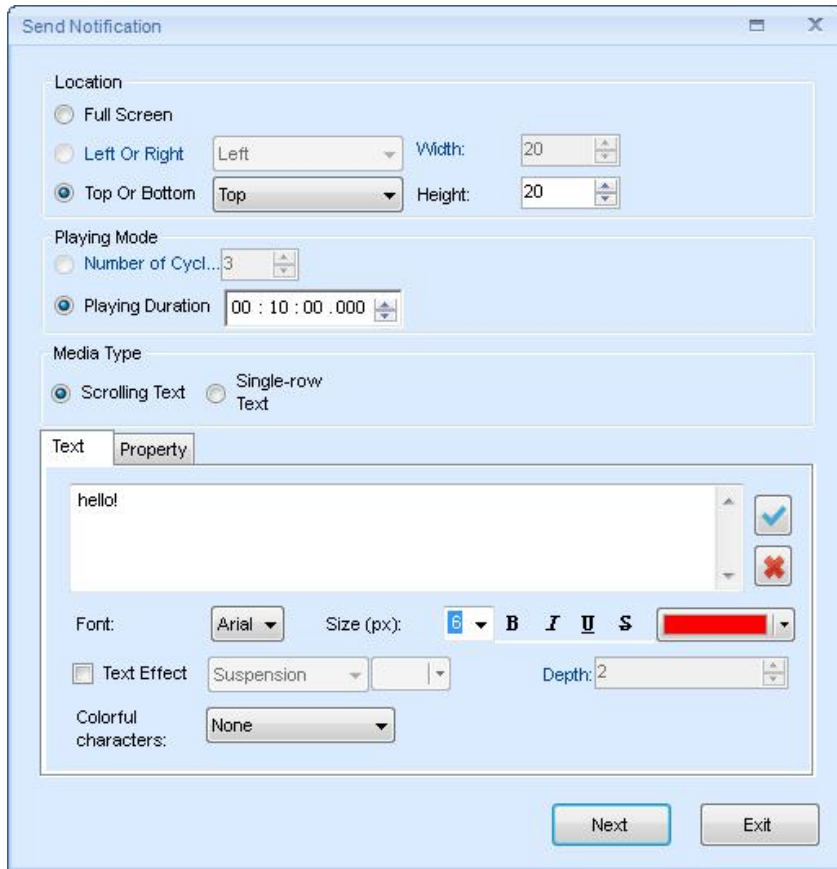 Send Notification
Location
Full Screen
Left Or Right Left Width: 20
Top Or Bottom Top Height: 20
Playing Mode
Number of Cycl... 3
Playing Duration 00 : 10 : 00 .000
Media Type
Scrolling Text Single-row
Text
Text Property
hello!
Font: Arial Size (px): 6 B I U S
Text Effect Suspension Depth: 2
Colorful
characters: None
Next Exit